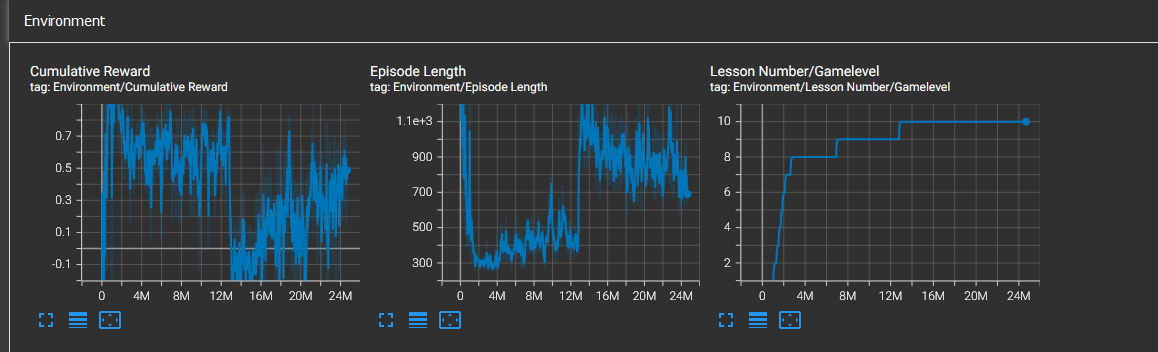 Environment
Cumulative Reward
tag: Environment/Cumulative Reward
0.7
0.5
0.3
0.1
-0.1
0 4M 8M 12M 16M 20M 24M
Episode Length
tag: Environment/Episode Length
1.1e+3
900
700
500
300
0 4M 8M 12M 16M 20M 24M
Lesson Number/Gamelevel
tag: Environment/Lesson Number/Gamelevel
10
8
6
4
2
0 4M 8M 12M 16M 20M 24M